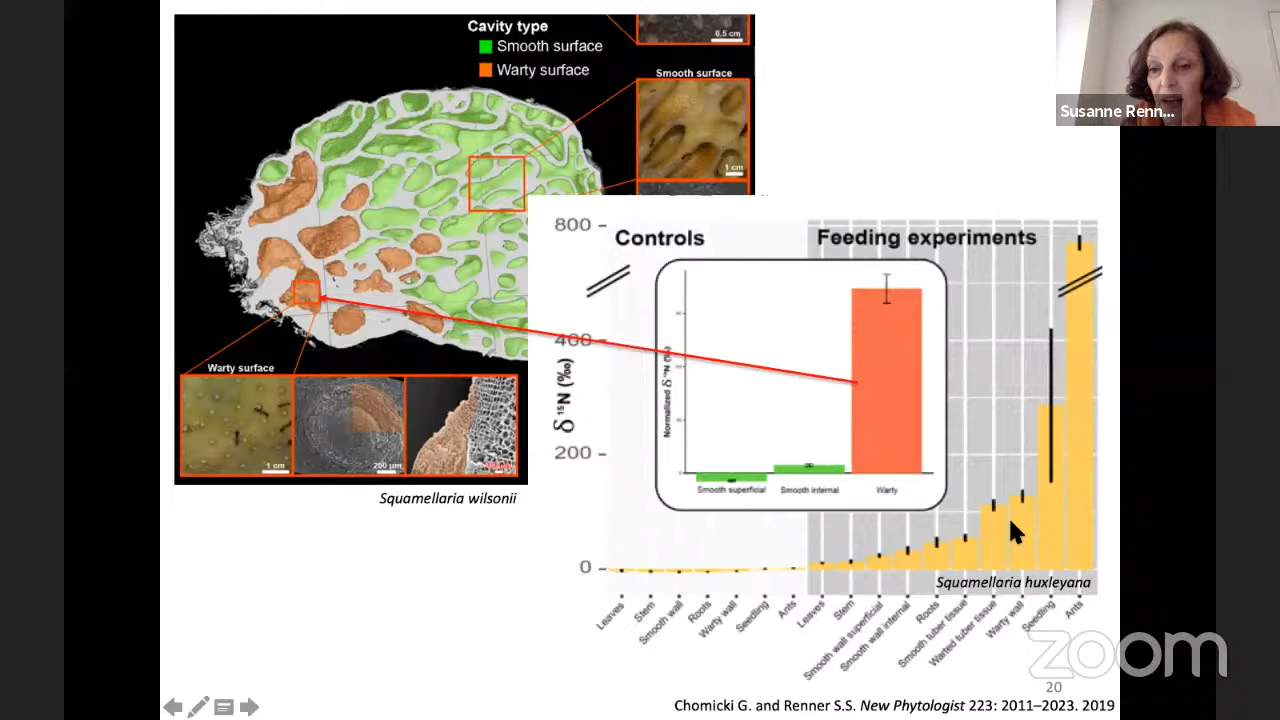 Cavity type
Smooth surface
Warty surface
6.5 cm
Smooth surface
1 cm
Susanne Renn...
Warty surface
1 cm
200 µm
Squamellaria wilsonii
800
400
200
0
δ ¹⁵N (‰)
Controls
Feeding experiments
Normalized δ ¹⁵N (‰)
Smooth superficial
Smooth internal
Warty
Squamellaria huxleyana
Leaves
Stem
Smooth wall
Roots
Warty wall
Seedling
Ants
Leaves
Stem
Smooth wall superficial
Smooth wall internal
Roots
Smooth tuber tissue
Warted tuber tissue
Warty wall
Seedling
Ants
zoom
20
Chomicki G. and Renner S.S. New Phytologist 223: 2011–2023. 2019